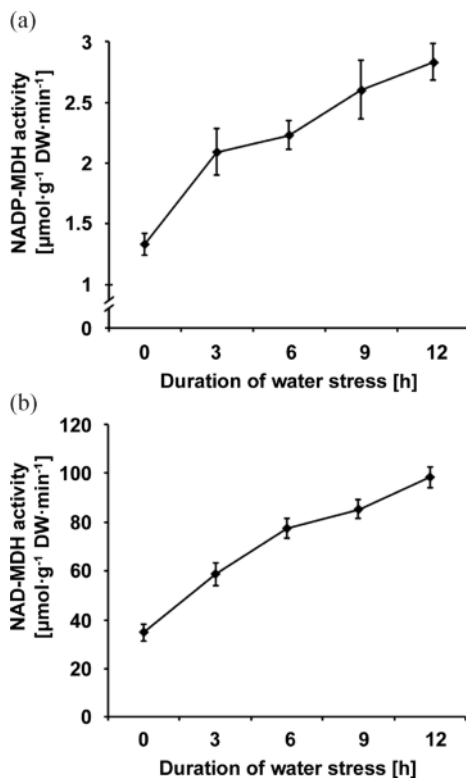 (a)
NADP-MDH activity
[µmol·g⁻¹ DW·min⁻¹]
3
2.5
2
1.5
1
0
0 3 6 9 12
Duration of water stress [h]
(b)
NAD-MDH activity
[µmol·g⁻¹ DW·min⁻¹]
120
100
80
60
40
20
0
0 3 6 9 12
Duration of water stress [h]